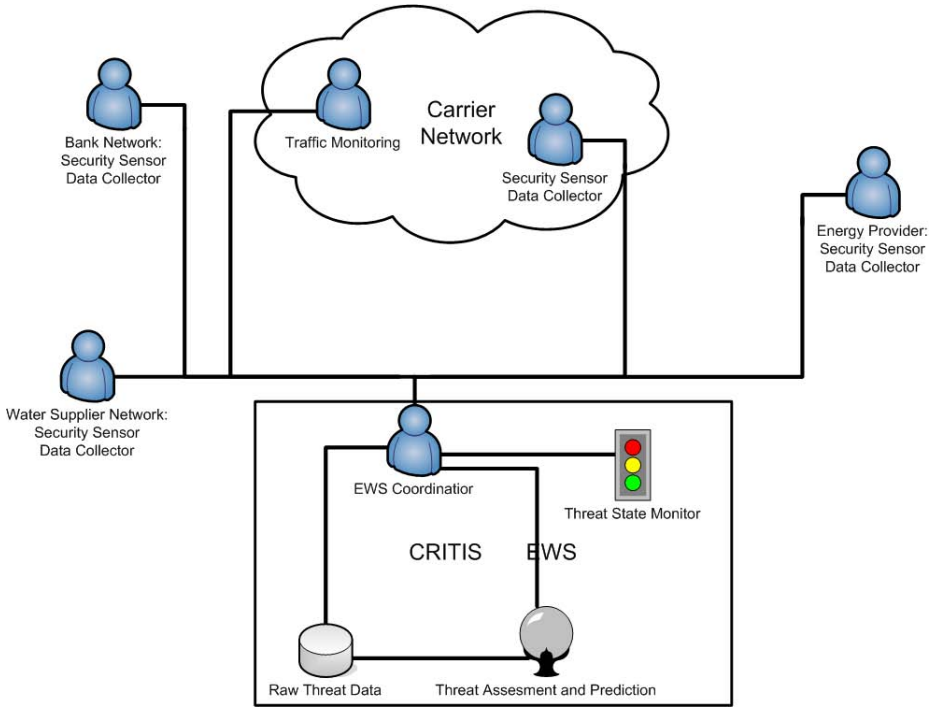 Carrier
Network
Bank Network:
Security Sensor
Data Collector
Traffic Monitoring
Security Sensor
Data Collector
Energy Provider:
Security Sensor
Data Collector
Water Supplier Network:
Security Sensor
Data Collector
EWS Coordinatior
Threat State Monitor
CRITIS EWS
Raw Threat Data
Threat Assesment and Prediction